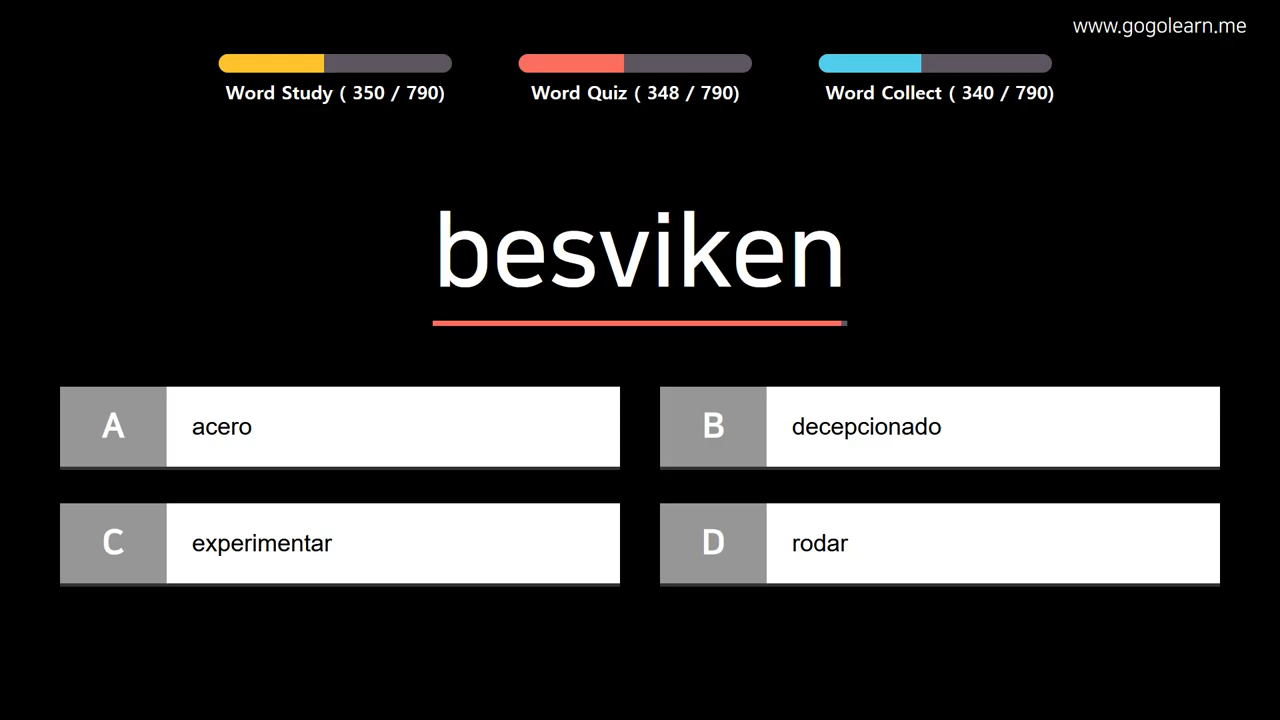 www.gogolearn.me
Word Study ( 350 / 790)
Word Quiz ( 348 / 790)
Word Collect ( 340 / 790)
besviken
A acero
B decepcionado
C experimentar
D rodar